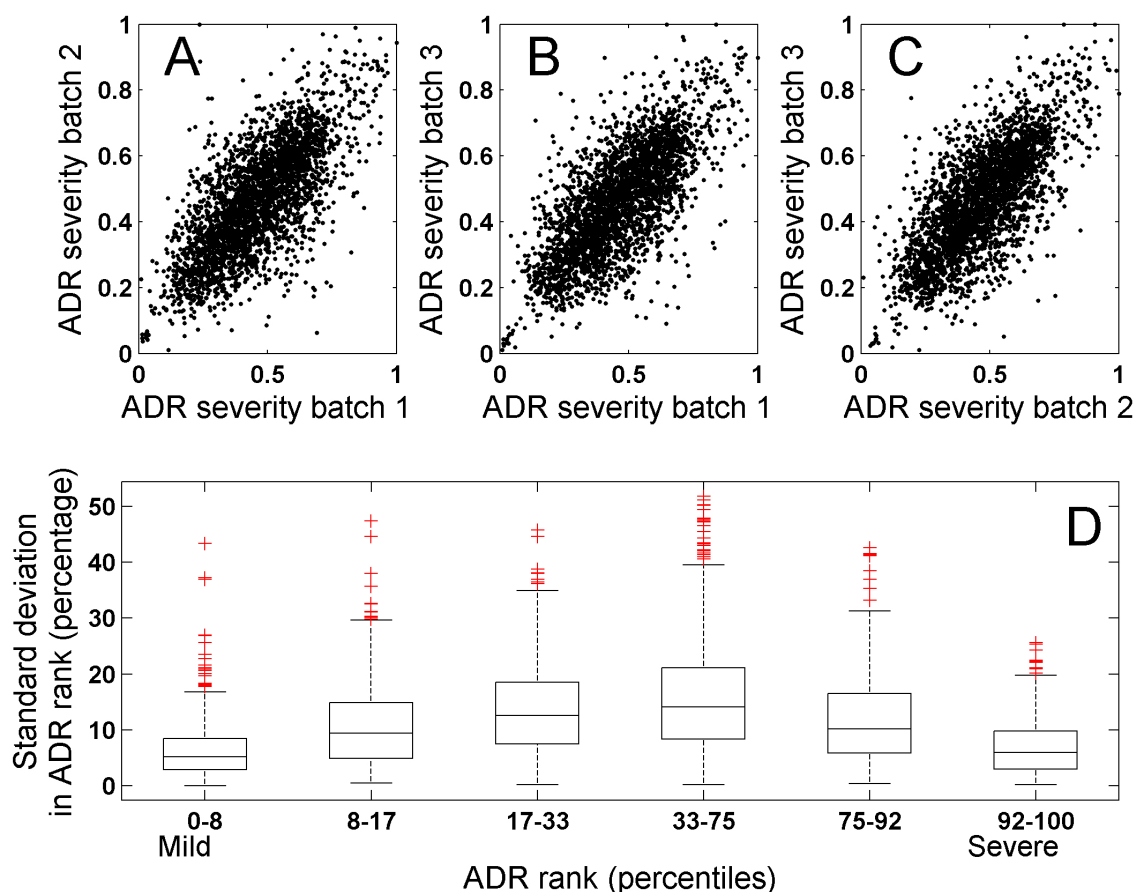 A
1
0.8
0.6
0.4
0.2
0
0
0.5
1
ADR severity batch 2
ADR severity batch 1
B
1
0.8
0.6
0.4
0.2
0
0
0.5
1
ADR severity batch 3
ADR severity batch 1
C
1
0.8
0.6
0.4
0.2
0
0
0.5
1
ADR severity batch 3
ADR severity batch 2
D
Standard deviation
in ADR rank (percentage)
50
40
30
20
10
0
0-8
8-17
17-33
33-75
75-92
92-100
Mild
Severe
ADR rank (percentiles)